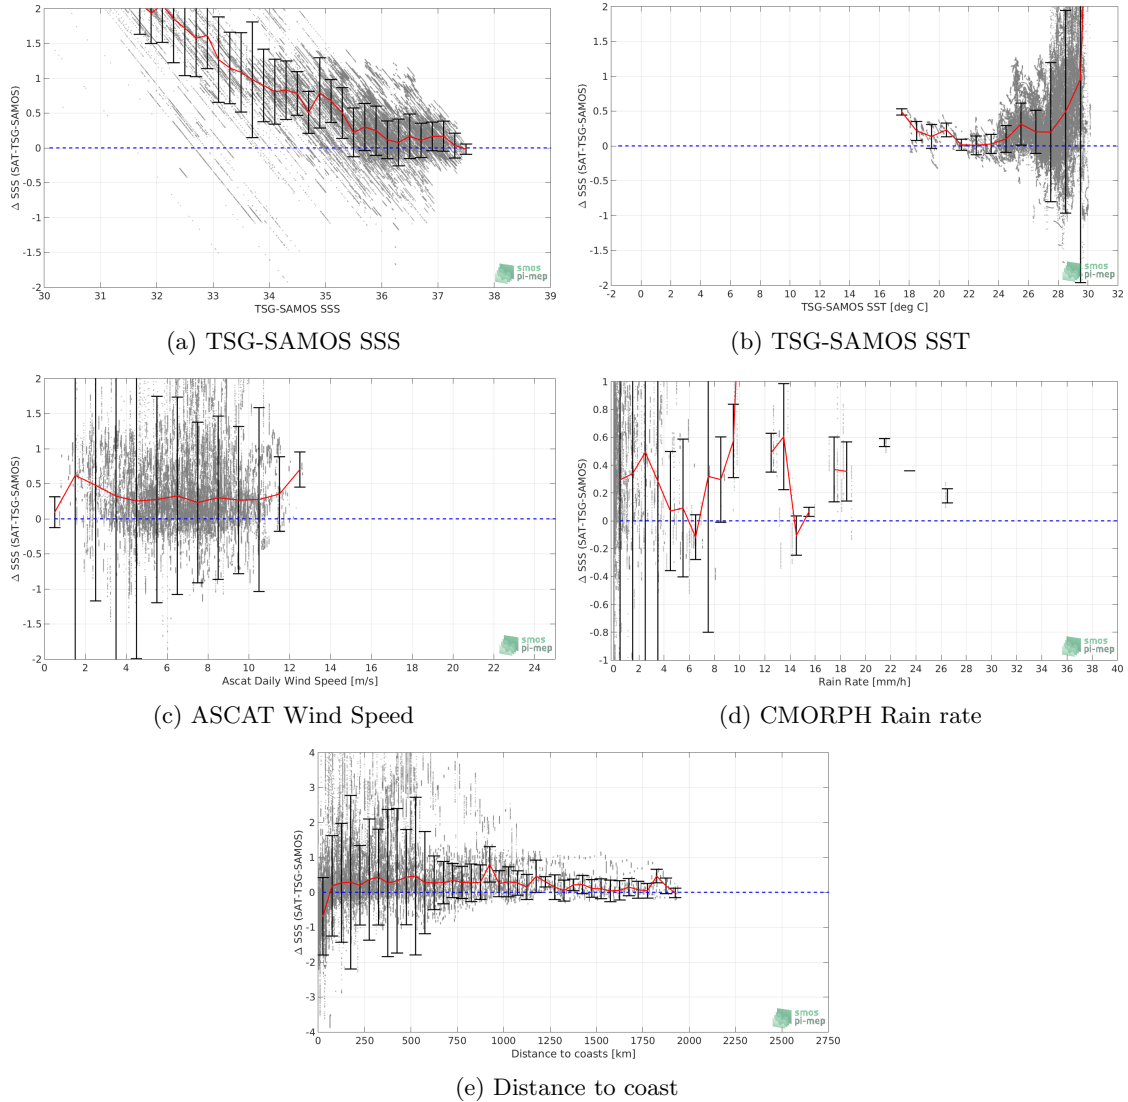 Δ SSS (SAT-TSG-SAMOS)
2
1.5
1
0.5
0
-0.5
-1
-1.5
-2
30 31 32 33 34 35 36 37 38 39
TSG-SAMOS SSS
smos
pi-mep
(a) TSG-SAMOS SSS
Δ SSS (SAT-TSG-SAMOS)
2
1.5
1
0.5
0
-0.5
-1
-1.5
-2
-2 0 2 4 6 8 10 12 14 16 18 20 22 24 26 28 30 32
TSG-SAMOS SST [deg C]
smos
pi-mep
(b) TSG-SAMOS SST
Δ SSS (SAT-TSG-SAMOS)
2
1.5
1
0.5
0
-0.5
-1
-1.5
-2
0 2 4 6 8 10 12 14 16 18 20 22 24
Ascat Daily Wind Speed [m/s]
smos
pi-mep
(c) ASCAT Wind Speed
Δ SSS (SAT-TSG-SAMOS)
1
0.8
0.6
0.4
0.2
0
-0.2
-0.4
-0.6
-0.8
-1
0 2 4 6 8 10 12 14 16 18 20 22 24 26 28 30 32 34 36 38 40
Rain Rate [mm/h]
smos
pi-mep
(d) CMORPH Rain rate
Δ SSS (SAT-TSG-SAMOS)
4
3
2
1
0
-1
-2
-3
-4
0 250 500 750 1000 1250 1500 1750 2000 2250 2500 2750
Distance to coasts [km]
smos
pi-mep
(e) Distance to coast